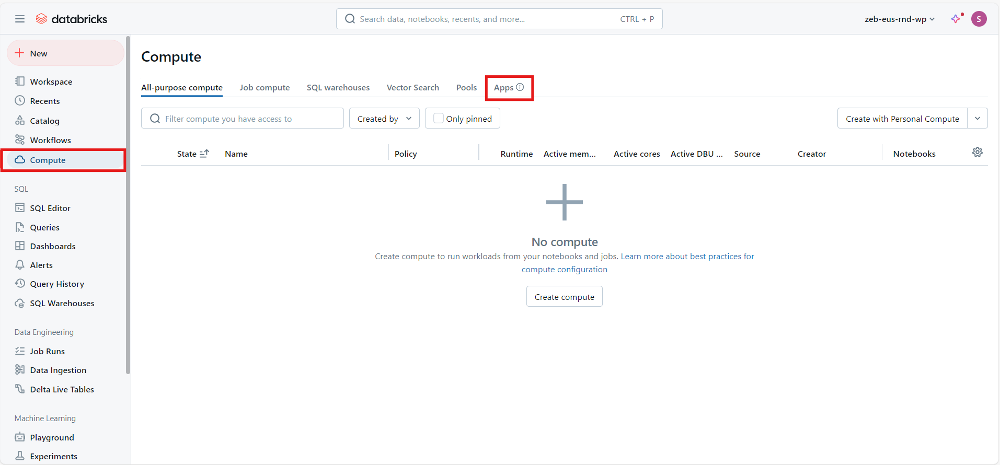 databricks
Search data, notebooks, recents, and more...
CTRL + P
zeb-eus-rnd-wp
S
New
Workspace
Recents
Catalog
Workflows
Compute
SQL
SQL Editor
Queries
Dashboards
Alerts
Query History
SQL Warehouses
Data Engineering
Job Runs
Data Ingestion
Delta Live Tables
Machine Learning
Playground
Experiments
Compute
All-purpose compute Job compute SQL warehouses Vector Search Pools Apps
Filter compute you have access to Created by Only pinned Create with Personal Compute
State Name Policy Runtime Active mem... Active cores Active DBU ... Source Creator Notebooks
No compute
Create compute to run workloads from your notebooks and jobs. Learn more about best practices for
compute configuration
Create compute